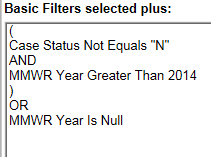 Basic Filters selected plus:
(
Case Status Not Equals "N"
AND
MMWR Year Greater Than 2014
)
OR
MMWR Year Is Null